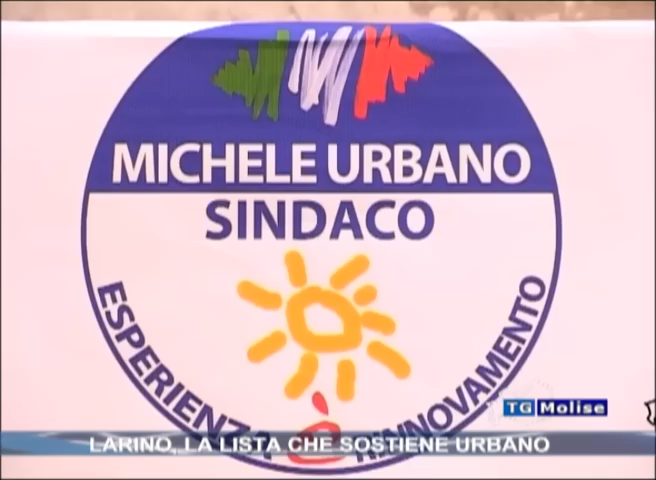 MICHELE URBANO
SINDACO
ESPERIENZA È RINNOVAMENTO
TG Molise
LARINO, LA LISTA CHE SOSTIENE URBANO